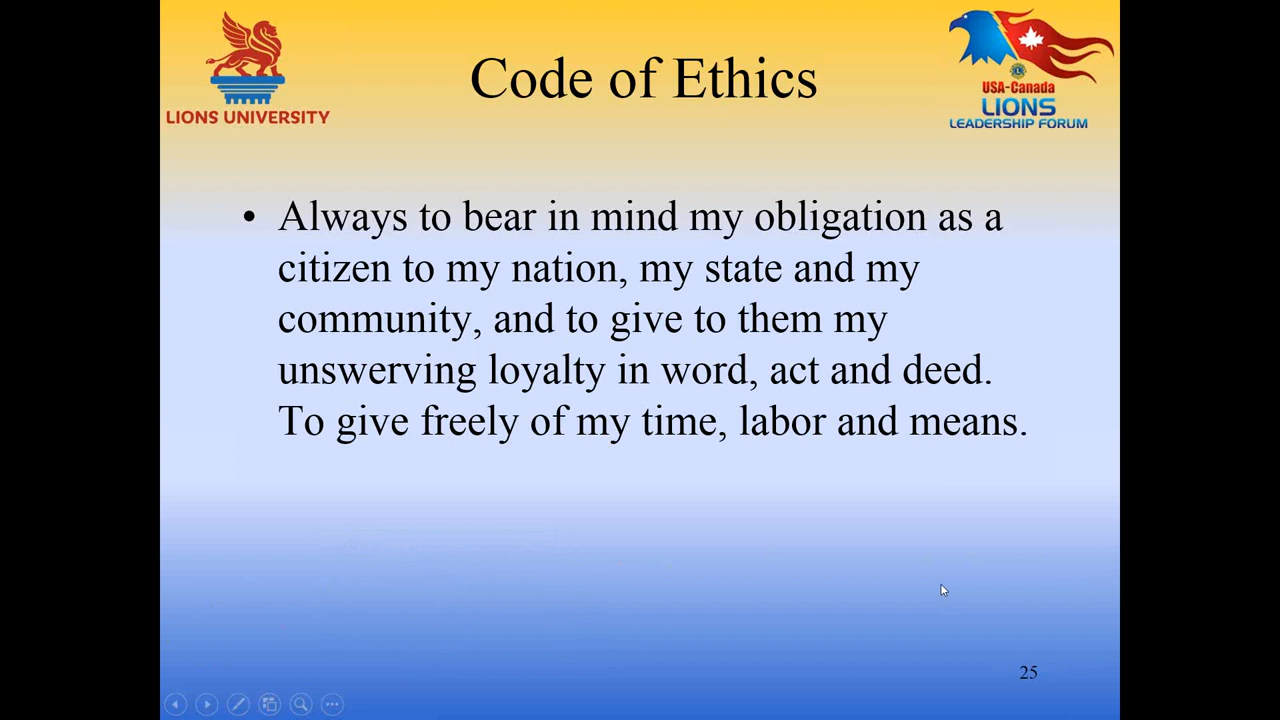 Code of Ethics
LIONS UNIVERSITY
USA-Canada
LIONS
LEADERSHIP FORUM
• Always to bear in mind my obligation as a
citizen to my nation, my state and my
community, and to give to them my
unswerving loyalty in word, act and deed.
To give freely of my time, labor and means.
25